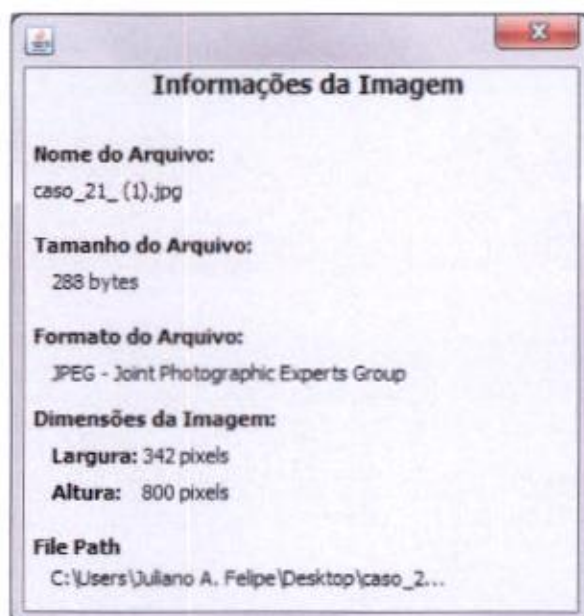 Informações da Imagem
Nome do Arquivo:
caso_21_ (1).jpg
Tamanho do Arquivo:
288 bytes
Formato do Arquivo:
JPEG - Joint Photographic Experts Group
Dimensões da Imagem:
Largura: 342 pixels
Altura: 800 pixels
File Path
C:\Users\Juliano A. Felipe\Desktop\caso_2...